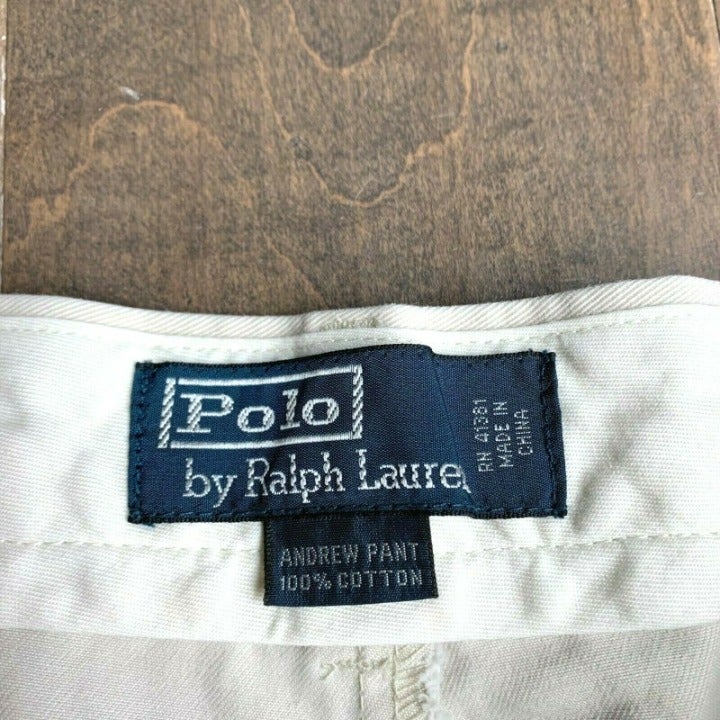 Polo
by Ralph Laure
RN 41381
MADE IN
CHINA
ANDREW PANT
100% COTTON